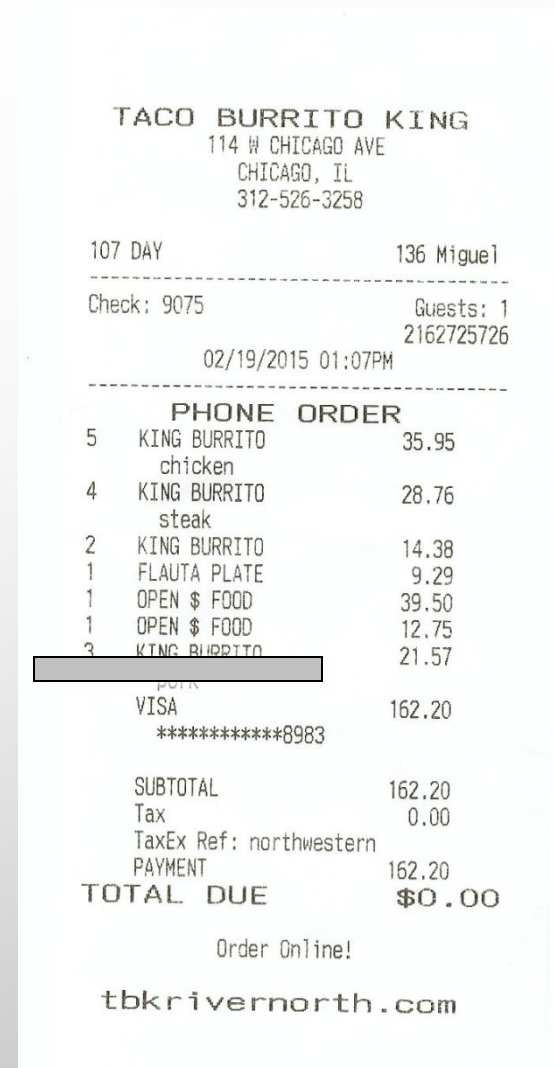 TACO BURRITO KING
114 W CHICAGO AVE
CHICAGO, IL
312-526-3258
107 DAY 136 Miguel
Check: 9075 Guests: 1
2162725726
02/19/2015 01:07PM
PHONE ORDER
5 KING BURRITO 35.95
chicken
4 KING BURRITO 28.76
steak
2 KING BURRITO 14.38
1 FLAUTA PLATE 9.29
1 OPEN $ FOOD 39.50
1 OPEN $ FOOD 12.75
3 KING BURRITO 21.57
pork
VISA 162.20
************8983
SUBTOTAL 162.20
Tax 0.00
TaxEx Ref: northwestern
PAYMENT 162.20
TOTAL DUE $0.00
Order Online!
tbkrivernorth.com